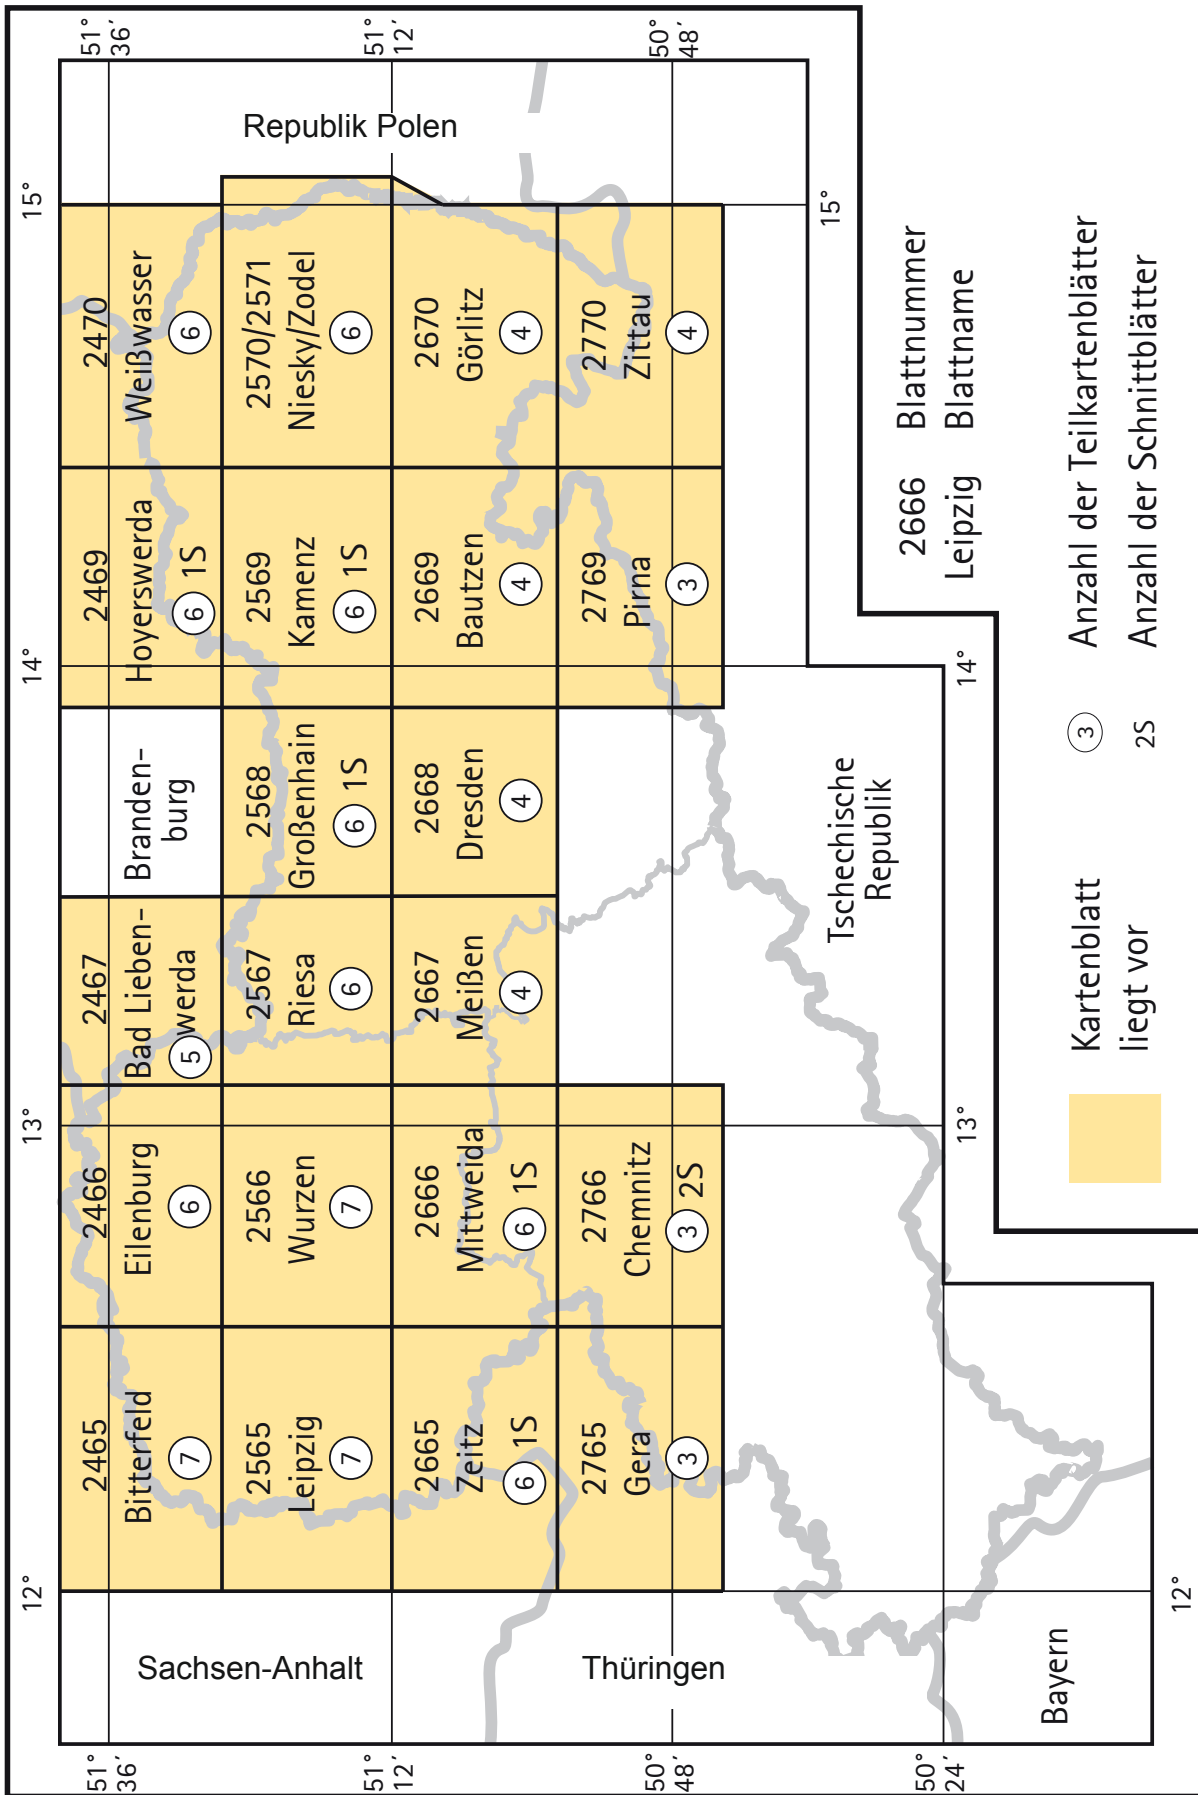 12°
13°
14°
15°
51°
36´
51°
36´
2465
Bitterfeld
7
2466
Eilenburg
6
2467
Bad Lieben-
werda
5
Branden-
burg
2469
Hoyerswerda
6 1S
2470
Weißwasser
6
Sachsen-Anhalt
Republik Polen
2565
Leipzig
7
2566
Wurzen
7
2567
Riesa
6
2568
Großenhain
6 1S
2569
Kamenz
6 1S
2570/2571
Niesky/Zodel
6
51°
12´
51°
12´
2665
Zeitz
6 1S
2666
Mittweida
6 1S
2667
Meißen
4
2668
Dresden
4
2669
Bautzen
4
2670
Görlitz
4
Thüringen
2765
Gera
3
2766
Chemnitz
3 2S
2769
Pirna
3
2770
Zittau
4
50°
48´
50°
48´
Tschechische
Republik
15°
50°
24´
14°
13°
Bayern
12°
2666 Blattnummer
Leipzig Blattname
Kartenblatt
liegt vor
3 Anzahl der Teilkartenblätter
2S Anzahl der Schnittblätter